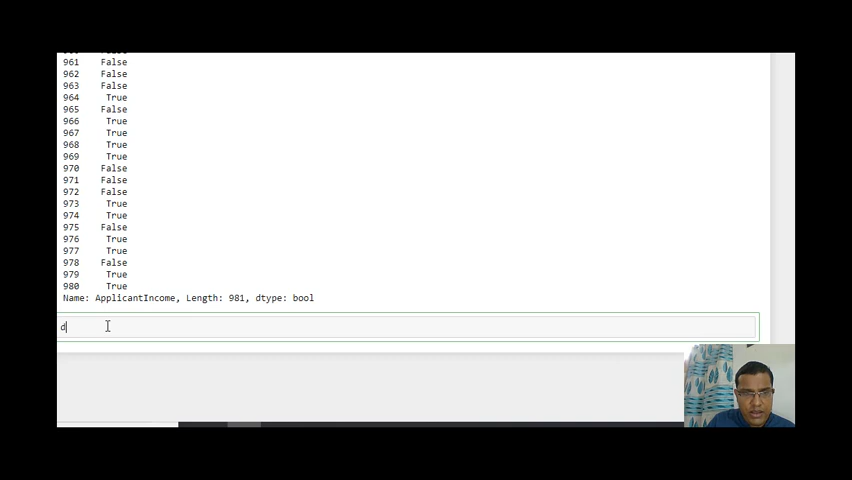 961 False
962 False
963 False
964 True
965 False
966 True
967 True
968 True
969 True
970 False
971 False
972 False
973 True
974 True
975 False
976 True
977 True
978 False
979 True
980 True
Name: ApplicantIncome, Length: 981, dtype: bool
d